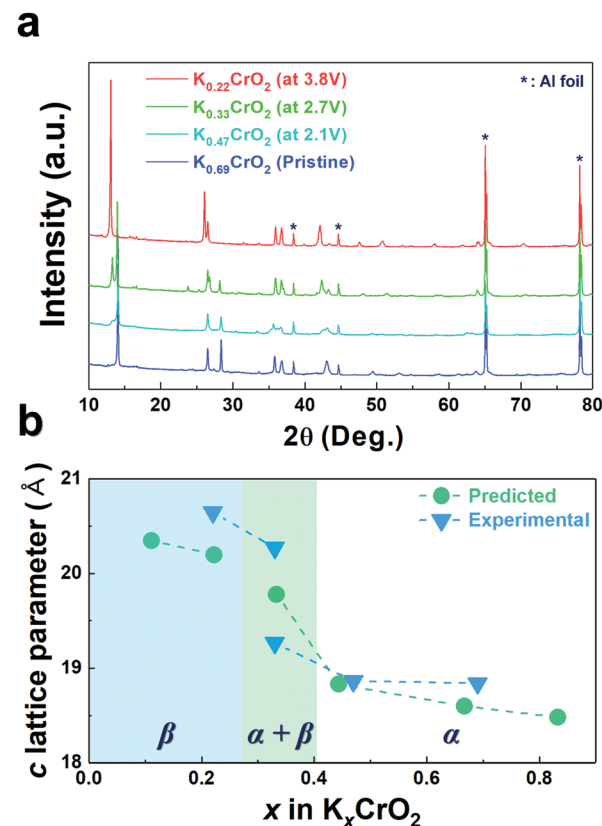 a
K0.22CrO2 (at 3.8V)
K0.33CrO2 (at 2.7V)
K0.47CrO2 (at 2.1V)
K0.69CrO2 (Pristine)
* : Al foil
* * * *
Intensity (a.u.)
10 20 30 40 50 60 70 80
2θ (Deg.)
b
21
20
19
18
c lattice parameter (Å)
Predicted
Experimental
β α + β α
0.0 0.2 0.4 0.6 0.8
x in KxCrO2